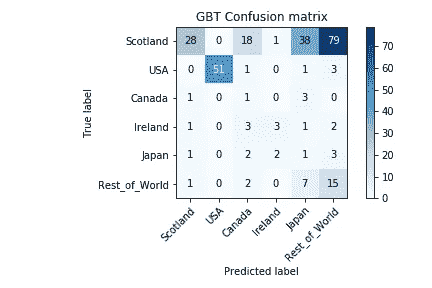 GBT Confusion matrix
True label
Scotland 28 0 18 1 38 79
USA 0 51 1 0 1 3
Canada 1 0 1 0 3 0
Ireland 1 0 3 3 1 2
Japan 1 0 2 2 1 3
Rest_of_World 1 0 2 0 7 15
Scotland USA Canada Ireland Japan Rest_of_World
Predicted label
70
60
50
40
30
20
10
0